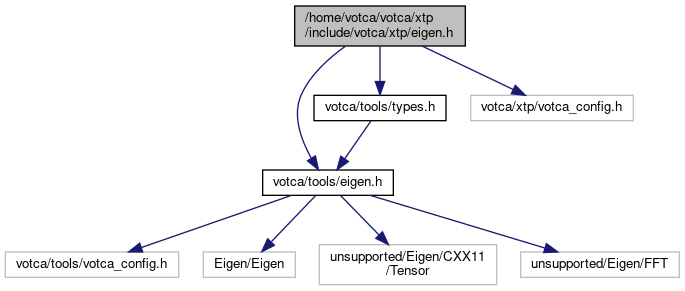 /home/votca/votca/xtp
/include/votca/xtp/eigen.h
votca/tools/types.h
votca/xtp/votca_config.h
votca/tools/eigen.h
votca/tools/votca_config.h
Eigen/Eigen
unsupported/Eigen/CXX11
/Tensor
unsupported/Eigen/FFT